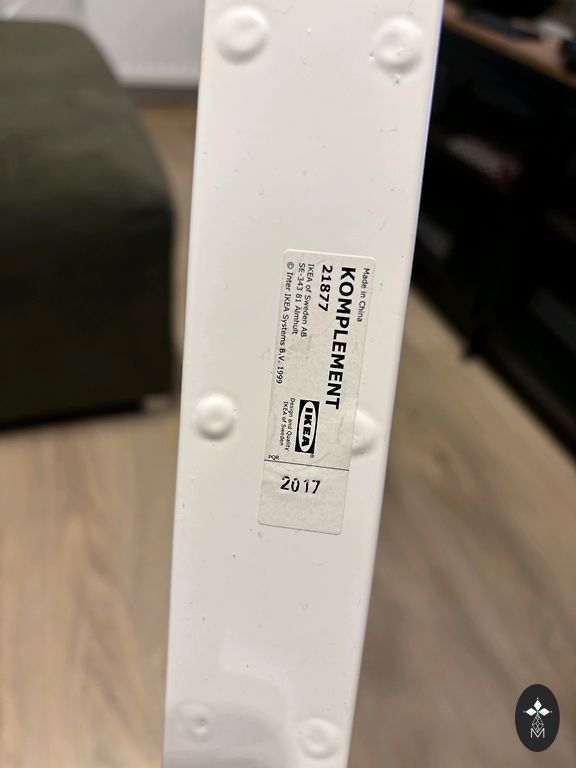 Made in China
KOMPLEMENT
21877
IKEA of Sweden AB
SE-343 81 Älmhult
© Inter IKEA Systems B.V. 1999
IKEA®
Design and Quality
IKEA of Sweden
PQR
2017
M